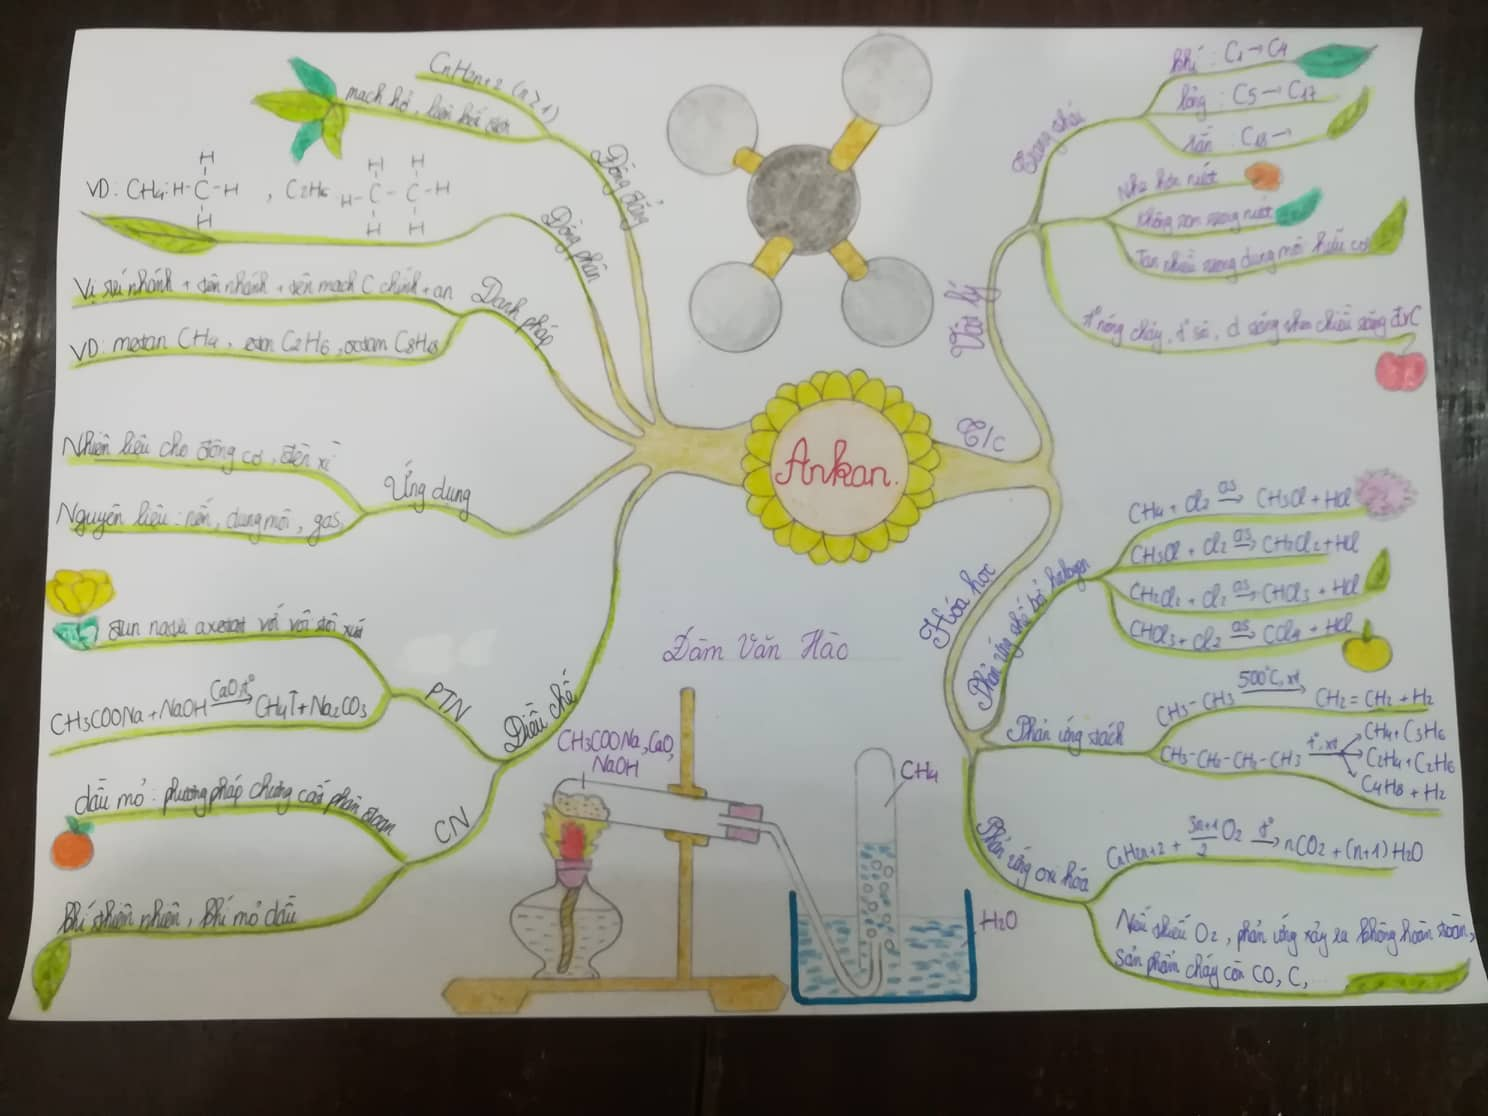 CnH2n+2 (n≥1)
mạch hở, liên kết đơn
Đồng đẳng
VD: CH4: H-C-H , C2H6 H-C-C-H
H
H
H H
H H
Đồng phân
Vị trí nhánh + tên nhánh + tên mạch C chính + an
Danh pháp
VD: metan CH4, etan C2H6, octam C8H18
Nhiên liệu cho động cơ, đèn xì
Ứng dụng
Nguyên liệu: nến, dung môi, gas
đun natri axetat với vôi tôi xút
PTN
CH3COONa + NaOH CaO,t° → CH4↑ + Na2CO3
Điều chế
dầu mỏ: phương pháp chưng cất phân đoạn
CN
khí thiên nhiên, khí mỏ dầu
Ankan.
Đàm Văn Hào
CH3COONa, CaO,
NaOH
CH4
H2O
T/c
Vật lý
Trạng thái
khí: C1 → C4
lỏng: C5 → C17
rắn: C18 →
Nhẹ hơn nước
Không tan trong nước
Tan nhiều trong dung môi hữu cơ
t° nóng chảy, t° sôi, d tăng theo chiều tăng đvC
Hóa học
Phản ứng thế bởi halogen
CH4 + Cl2 as → CH3Cl + HCl
CH3Cl + Cl2 as → CH2Cl2 + HCl
CH2Cl2 + Cl2 as → CHCl3 + HCl
CHCl3 + Cl2 as → CCl4 + HCl
Phản ứng tách
CH3-CH3 500°C, xt → CH2 = CH2 + H2
CH3-CH2-CH2-CH3 t°, xt →
CH4 + C3H6
C2H4 + C2H6
C4H8 + H2
Phản ứng oxi hóa
CnH2n+2 + 3n+1/2 O2 t° → nCO2 + (n+1)H2O
Nếu thiếu O2, phản ứng xảy ra không hoàn toàn,
sản phẩm cháy còn CO, C,